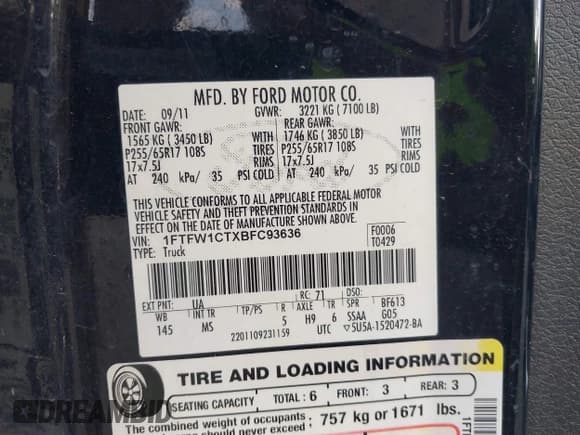 MFD. BY FORD MOTOR CO.
DATE: 09/11 GVWR: 3221 KG ( 7100 LB)
FRONT GAWR: REAR GAWR:
1565 KG ( 3450 LB) WITH 1746 KG ( 3850 LB) WITH
P255/65R17 108S TIRES P255/65R17 108S TIRES
17x7.5J RIMS 17x7.5J RIMS
AT 240 kPa/ 35 PSI COLD AT 240 kPa/ 35 PSI COLD
THIS VEHICLE CONFORMS TO ALL APPLICABLE FEDERAL MOTOR
VEHICLE SAFETY AND THEFT PREVENTION STANDARDS IN
EFFECT ON THE DATE OF MANUFACTURE SHOWN ABOVE.
VIN: 1FTFW1CTXBFC93636 F0006
TYPE: Truck T0429
EXT PNT: UA RC: 71 DSO:
WB INT TR TP/PS R AXLE TR SPR BF613
145 MS 5 H9 6 SSAA G05
2201109231159 UTC ▽5U5A-1520472-BA
TIRE AND LOADING INFORMATION
SEATING CAPACITY TOTAL : 6 FRONT: 3 REAR: 3
The combined weight of occupants 757 kg or 1671 lbs.
should never exceed
DREAMBID
1FT